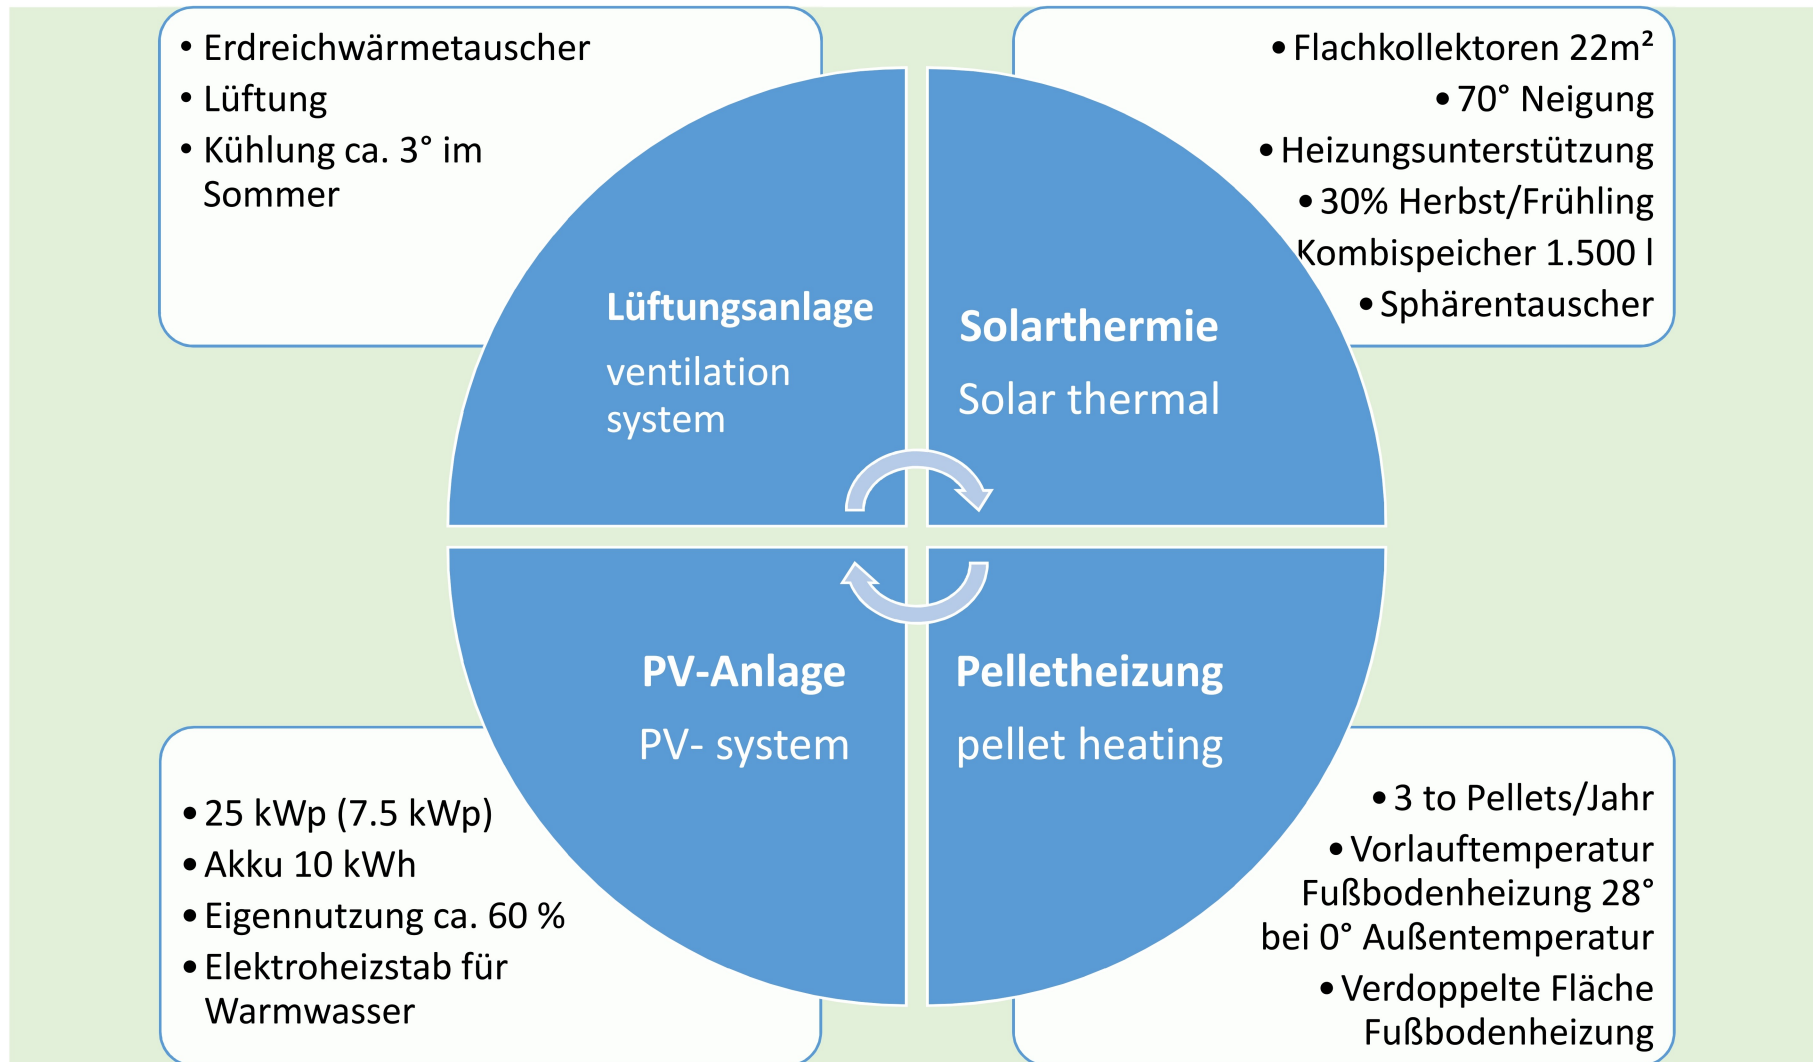 • Erdreichwärmetauscher
• Lüftung
• Kühlung ca. 3° im
Sommer
• Flachkollektoren 22m²
• 70° Neigung
• Heizungsunterstützung
• 30% Herbst/Frühling
Kombispeicher 1.500 l
• Sphärentauscher
Lüftungsanlage
ventilation
system
Solarthermie
Solar thermal
PV-Anlage
PV- system
Pelletheizung
pellet heating
• 25 kWp (7.5 kWp)
• Akku 10 kWh
• Eigennutzung ca. 60 %
• Elektroheizstab für
Warmwasser
• 3 to Pellets/Jahr
• Vorlauftemperatur
Fußbodenheizung 28°
bei 0° Außentemperatur
• Verdoppelte Fläche
Fußbodenheizung